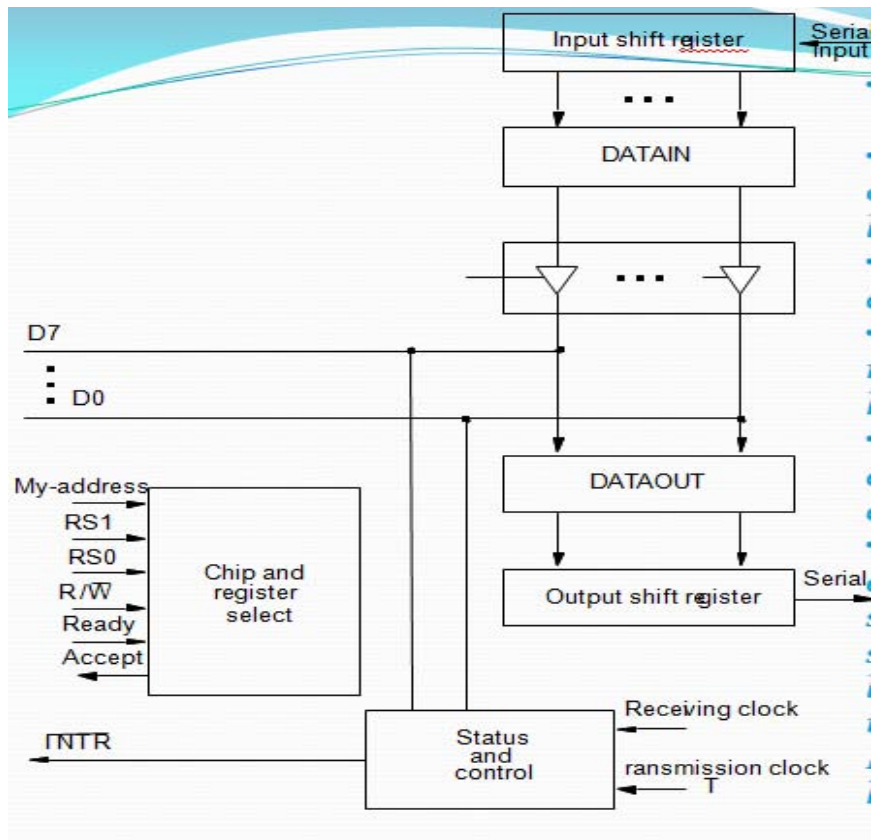 Input shift register
Serial
Input
DATAIN
D7
D0
DATAOUT
My-address
RS1
RS0
R/W
Ready
Accept
Chip and
register
select
Output shift register
Serial
INTR
Status
and
control
Receiving clock
ransmission clock
T